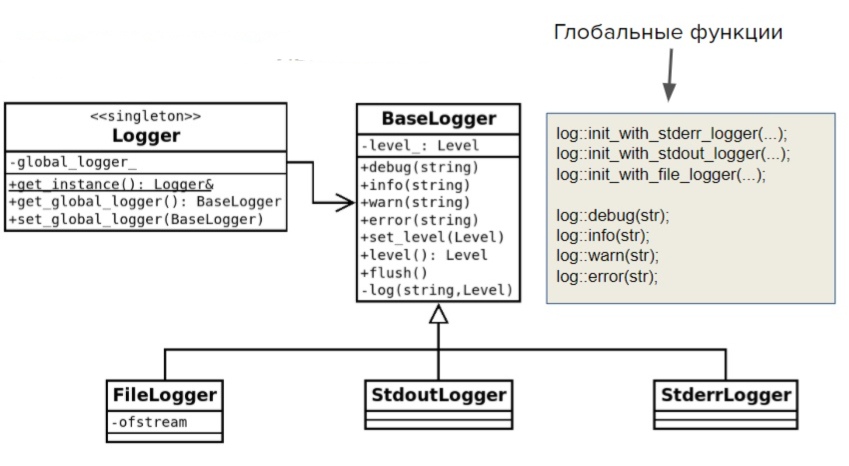 Глобальные функции
<<singleton>>
Logger
-global_logger_
+get_instance(): Logger&
+get_global_logger(): BaseLogger
+set_global_logger(BaseLogger)
BaseLogger
-level_: Level
+debug(string)
+info(string)
+warn(string)
+error(string)
+set_level(Level)
+level(): Level
+flush()
-log(string,Level)
log::init_with_stderr_logger(...);
log::init_with_stdout_logger(...);
log::init_with_file_logger(...);
log::debug(str);
log::info(str);
log::warn(str);
log::error(str);
FileLogger
-ofstream
StdoutLogger
StderrLogger